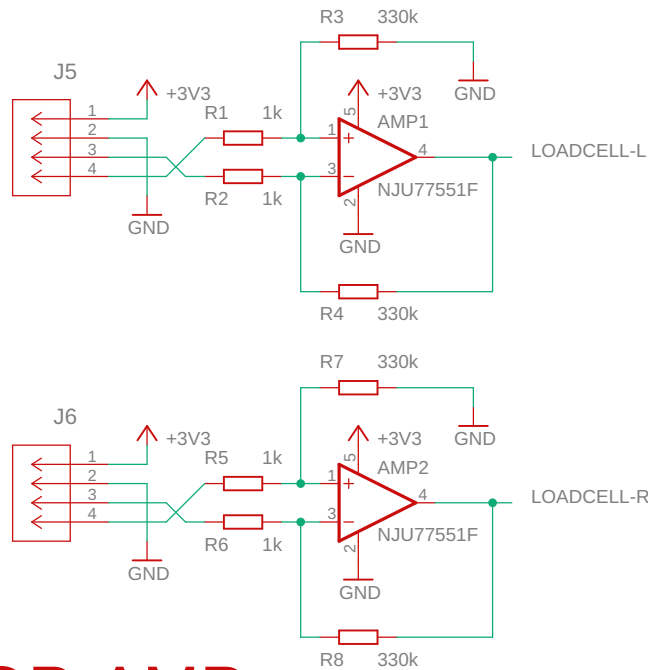 R3 330k
J5
+3V3
GND
R1 1k
+3V3
5
AMP1
1
2
3
4
1
+
3
−
4
LOADCELL-L
NJU77551F
R2 1k
2
GND
GND
R4 330k
R7 330k
J6
+3V3
GND
R5 1k
+3V3
5
AMP2
1
2
3
4
1
+
3
−
4
LOADCELL-R
NJU77551F
R6 1k
2
GND
GND
R8 330k